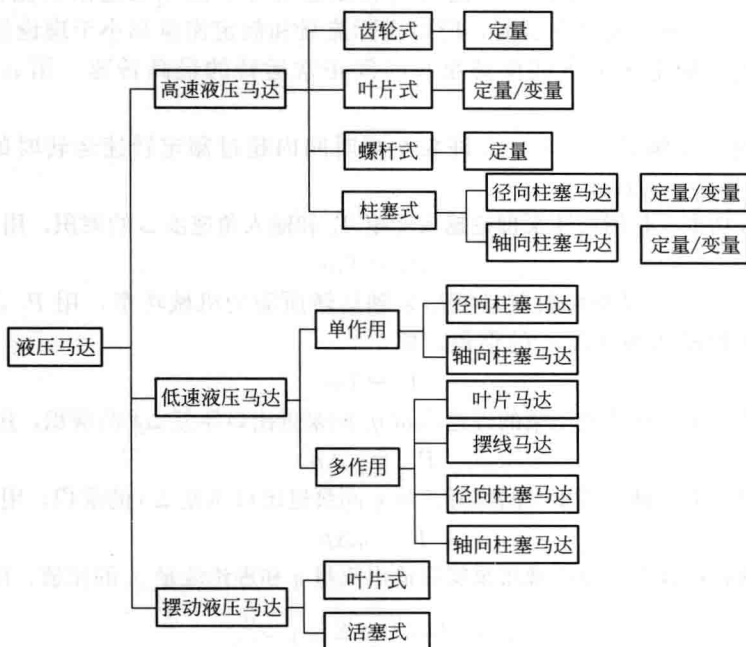 齿轮式 定量
高速液压马达 叶片式 定量/变量
螺杆式 定量
柱塞式 径向柱塞马达 定量/变量
轴向柱塞马达 定量/变量
液压马达
低速液压马达 单作用 径向柱塞马达
轴向柱塞马达
多作用 叶片马达
摆线马达
径向柱塞马达
轴向柱塞马达
摆动液压马达 叶片式
活塞式